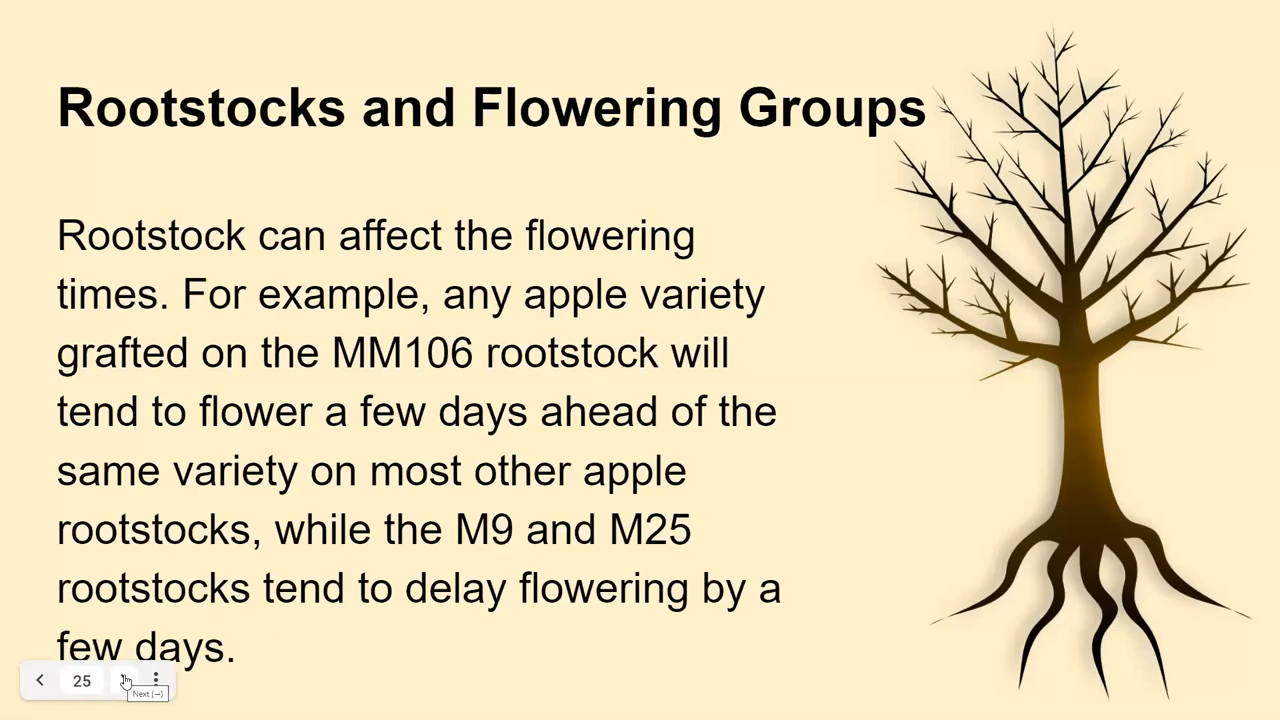 Rootstocks and Flowering Groups
Rootstock can affect the flowering
times. For example, any apple variety
grafted on the MM106 rootstock will
tend to flower a few days ahead of the
same variety on most other apple
rootstocks, while the M9 and M25
rootstocks tend to delay flowering by a
few days.
25
Next (→)